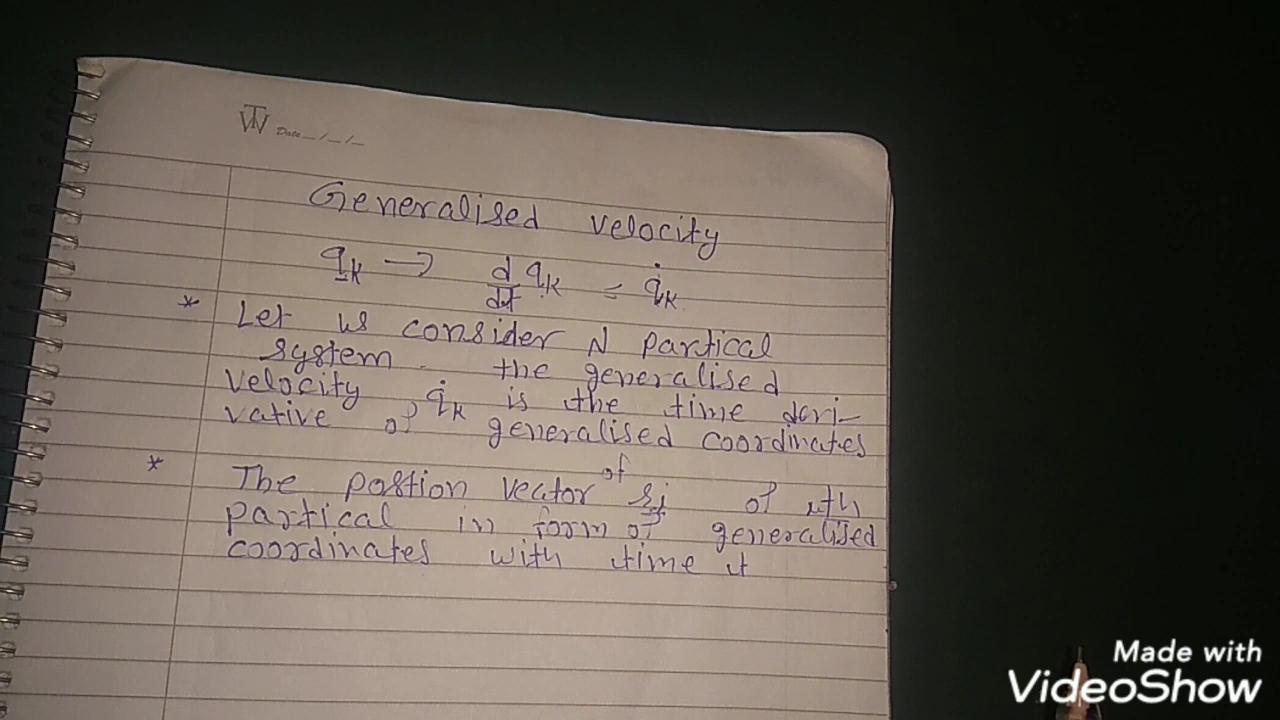 TW Date _/_/_
Generalised velocity
qk → d/dt qk = q̇k
* Let us consider N partical
system. the generalised
velocity, q̇k is the time deri-
vative of generalised coordinates
* The postion vector of of
partical in form of generalised
coordinates with time t
Made with
VideoShow